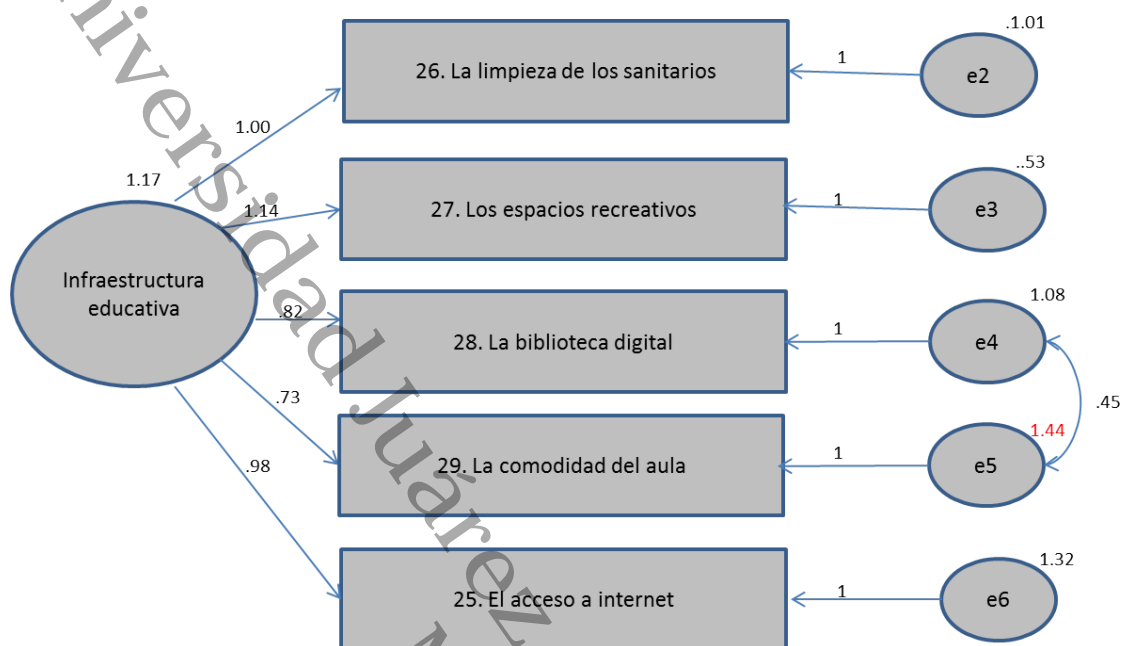 .1.01
26. La limpieza de los sanitarios
1
e2
1.00
1.17
..53
27. Los espacios recreativos
1
e3
1.14
Infraestructura
educativa
1.08
.82
28. La biblioteca digital
1
e4
.45
.73
1.44
29. La comodidad del aula
1
e5
.98
1.32
25. El acceso a internet
1
e6
niversidad Juárez